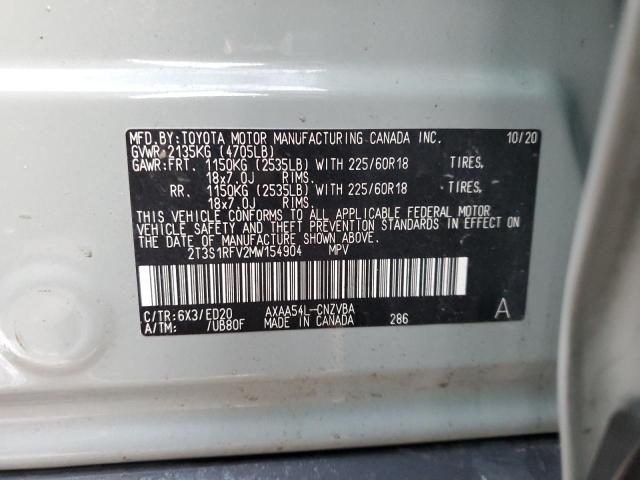 MFD.BY:TOYOTA MOTOR MANUFACTURING CANADA INC. 10/20
GVWR:2135KG (4705LB)
GAWR:FRT. 1150KG (2535LB) WITH 225/60R18 TIRES,
18x7.0J RIMS.
RR. 1150KG (2535LB) WITH 225/60R18 TIRES,
18x7.0J RIMS.
THIS VEHICLE CONFORMS TO ALL APPLICABLE FEDERAL MOTOR
VEHICLE SAFETY AND THEFT PREVENTION STANDARDS IN EFFECT ON
THE DATE OF MANUFACTURE SHOWN ABOVE.
2T3S1RFV2MW154904 MPV
C/TR:6X3/ED20 AXAA54L-CNZVBA
A/TM: /UB80F MADE IN CANADA 286 A